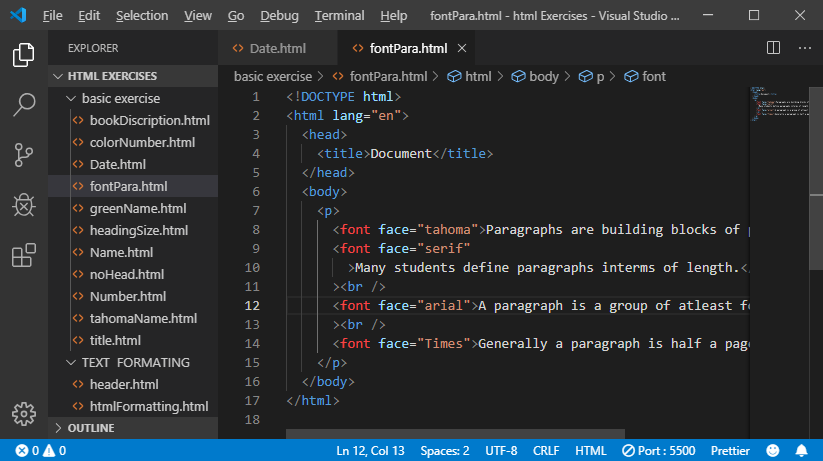 File Edit Selection View Go Debug Terminal Help fontPara.html - html Exercises - Visual Studio ...
EXPLORER
HTML EXERCISES
basic exercise
bookDiscription.html
colorNumber.html
Date.html
fontPara.html
greenName.html
headingSize.html
Name.html
noHead.html
Number.html
tahomaName.html
title.html
TEXT FORMATING
header.html
htmlFormatting.html
OUTLINE
Date.html fontPara.html
basic exercise > fontPara.html > html > body > p > font
1 <!DOCTYPE html>
2 <html lang="en">
3 <head>
4 <title>Document</title>
5 </head>
6 <body>
7 <p>
8 <font face="tahoma">Paragraphs are building blocks of
9 <font face="serif"
10 >Many students define paragraphs interms of length.<
11 ><br />
12 <font face="arial">A paragraph is a group of atleast
13 ><br />
14 <font face="Times">Generally a paragraph is half a page
15 </p>
16 </body>
17 </html>
18
0 0 Ln 12, Col 13 Spaces: 2 UTF-8 CRLF HTML Port : 5500 Prettier